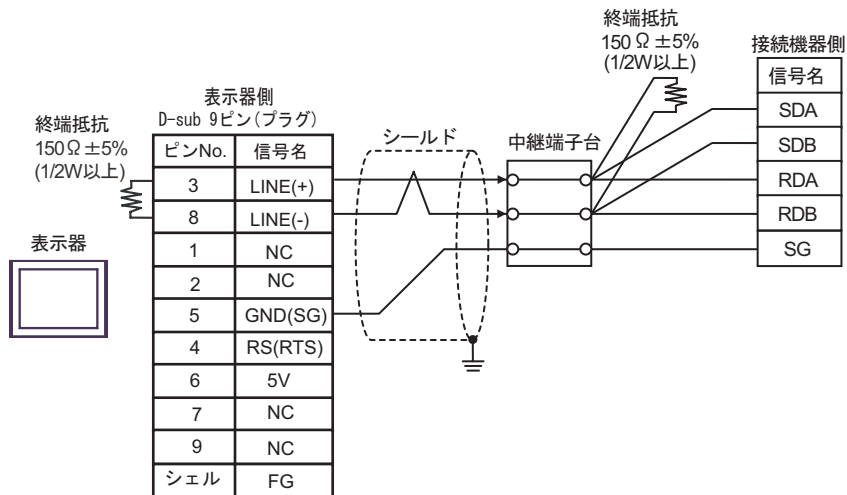 終端抵抗
150 Ω ±5%
(1/2W以上)
接続機器側
信号名
SDA
SDB
RDA
RDB
SG
表示器側
D-sub 9ピン(プラグ)
終端抵抗
150Ω±5%
(1/2W以上)
シールド
中継端子台
表示器
ピンNo. 信号名
3 LINE(+)
8 LINE(-)
1 NC
2 NC
5 GND(SG)
4 RS(RTS)
6 5V
7 NC
9 NC
シェル FG